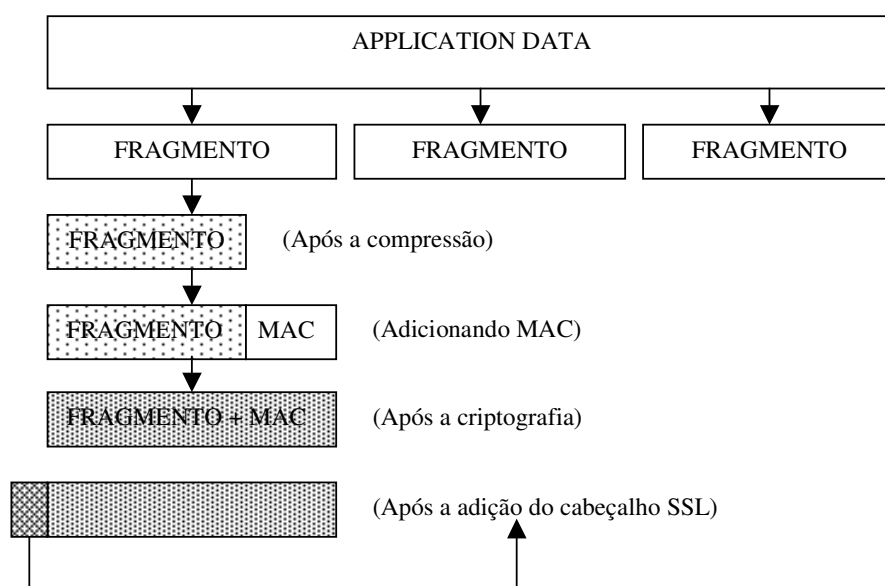 APPLICATION DATA
FRAGMENTO FRAGMENTO FRAGMENTO
FRAGMENTO (Após a compressão)
FRAGMENTO MAC (Adicionando MAC)
FRAGMENTO + MAC (Após a criptografia)
(Após a adição do cabeçalho SSL)